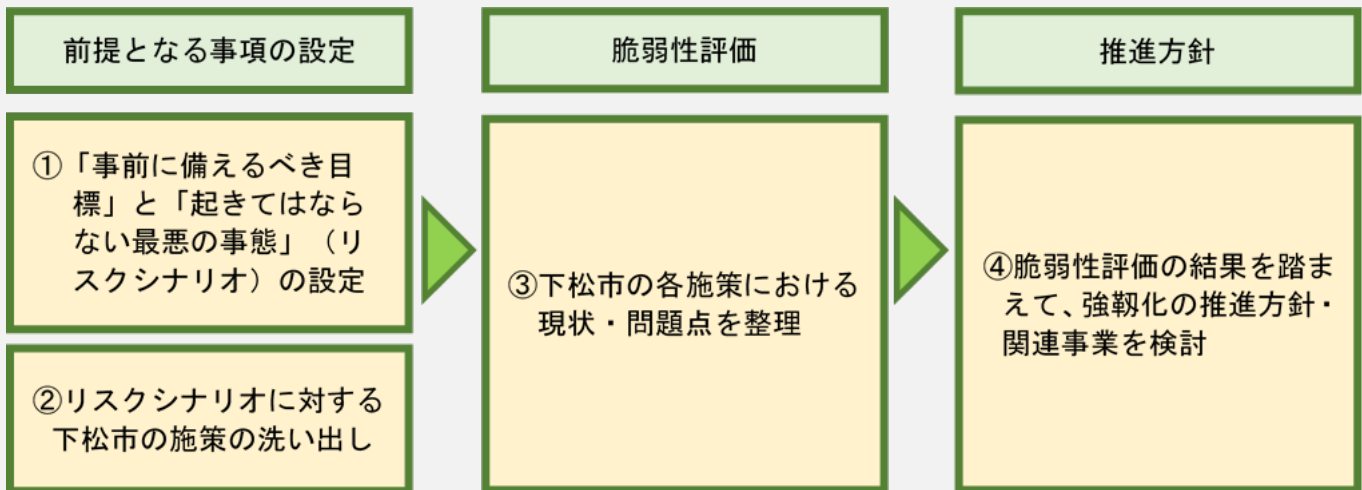 前提となる事項の設定
①「事前に備えるべき目
標」と「起きてはなら
ない最悪の事態」（リ
スクシナリオ）の設定
②リスクシナリオに対する
下松市の施策の洗い出し
脆弱性評価
③下松市の各施策における
現状・問題点を整理
推進方針
④脆弱性評価の結果を踏ま
えて、強靱化の推進方針・
関連事業を検討